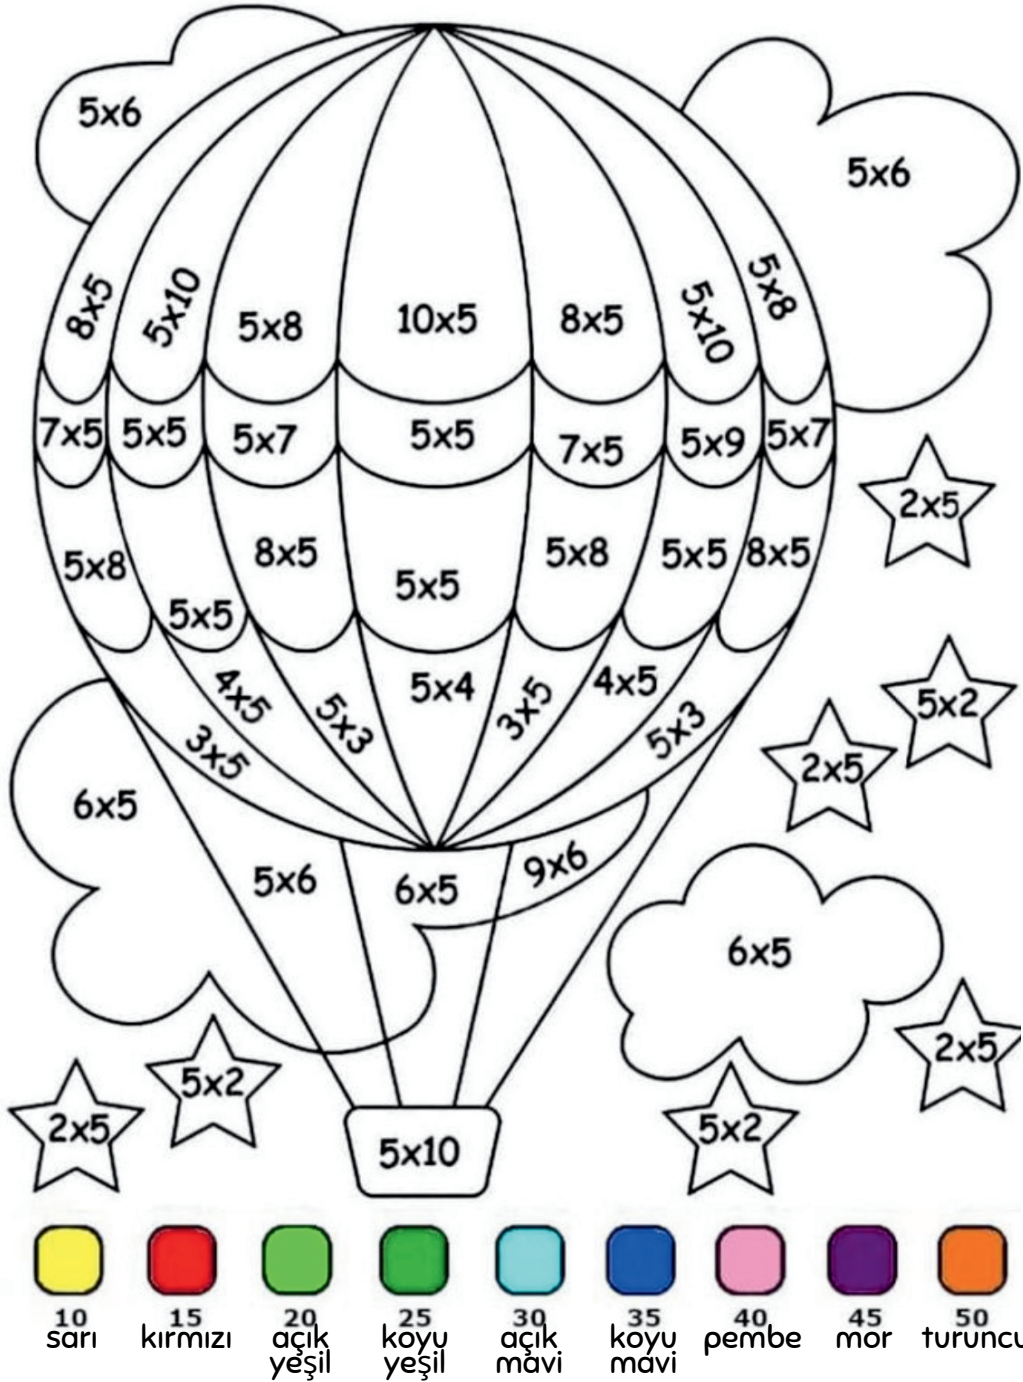 5x6
5x6
8x5
5x10
5x8
10x5
8x5
5x10
5x8
7x5
5x5
5x7
5x5
7x5
5x9
5x7
2x5
5x8
5x5
8x5
5x5
5x8
5x5
8x5
3x5
4x5
5x3
5x4
3x5
4x5
5x3
5x2
2x5
6x5
5x6
6x5
9x6
6x5
2x5
5x2
2x5
5x10
5x2
10 15 20 25 30 35 40 45 50
sarı kırmızı açık koyu açık koyu pembe mor turuncu
yeşil yeşil mavi mavi